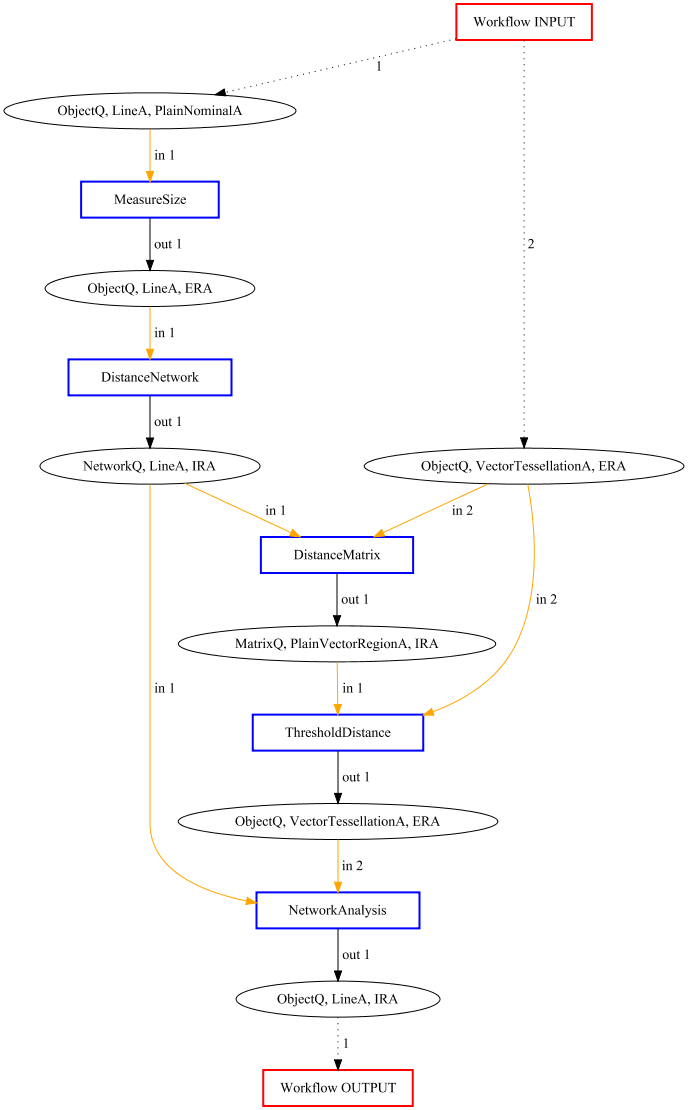 Workflow INPUT
1
ObjectQ, LineA, PlainNominalA
in 1
MeasureSize
out 1
2
ObjectQ, LineA, ERA
in 1
DistanceNetwork
out 1
NetworkQ, LineA, IRA
ObjectQ, VectorTessellationA, ERA
in 1
in 2
DistanceMatrix
out 1
in 2
MatrixQ, PlainVectorRegionA, IRA
in 1
in 1
ThresholdDistance
out 1
ObjectQ, VectorTessellationA, ERA
in 2
NetworkAnalysis
out 1
ObjectQ, LineA, IRA
1
Workflow OUTPUT